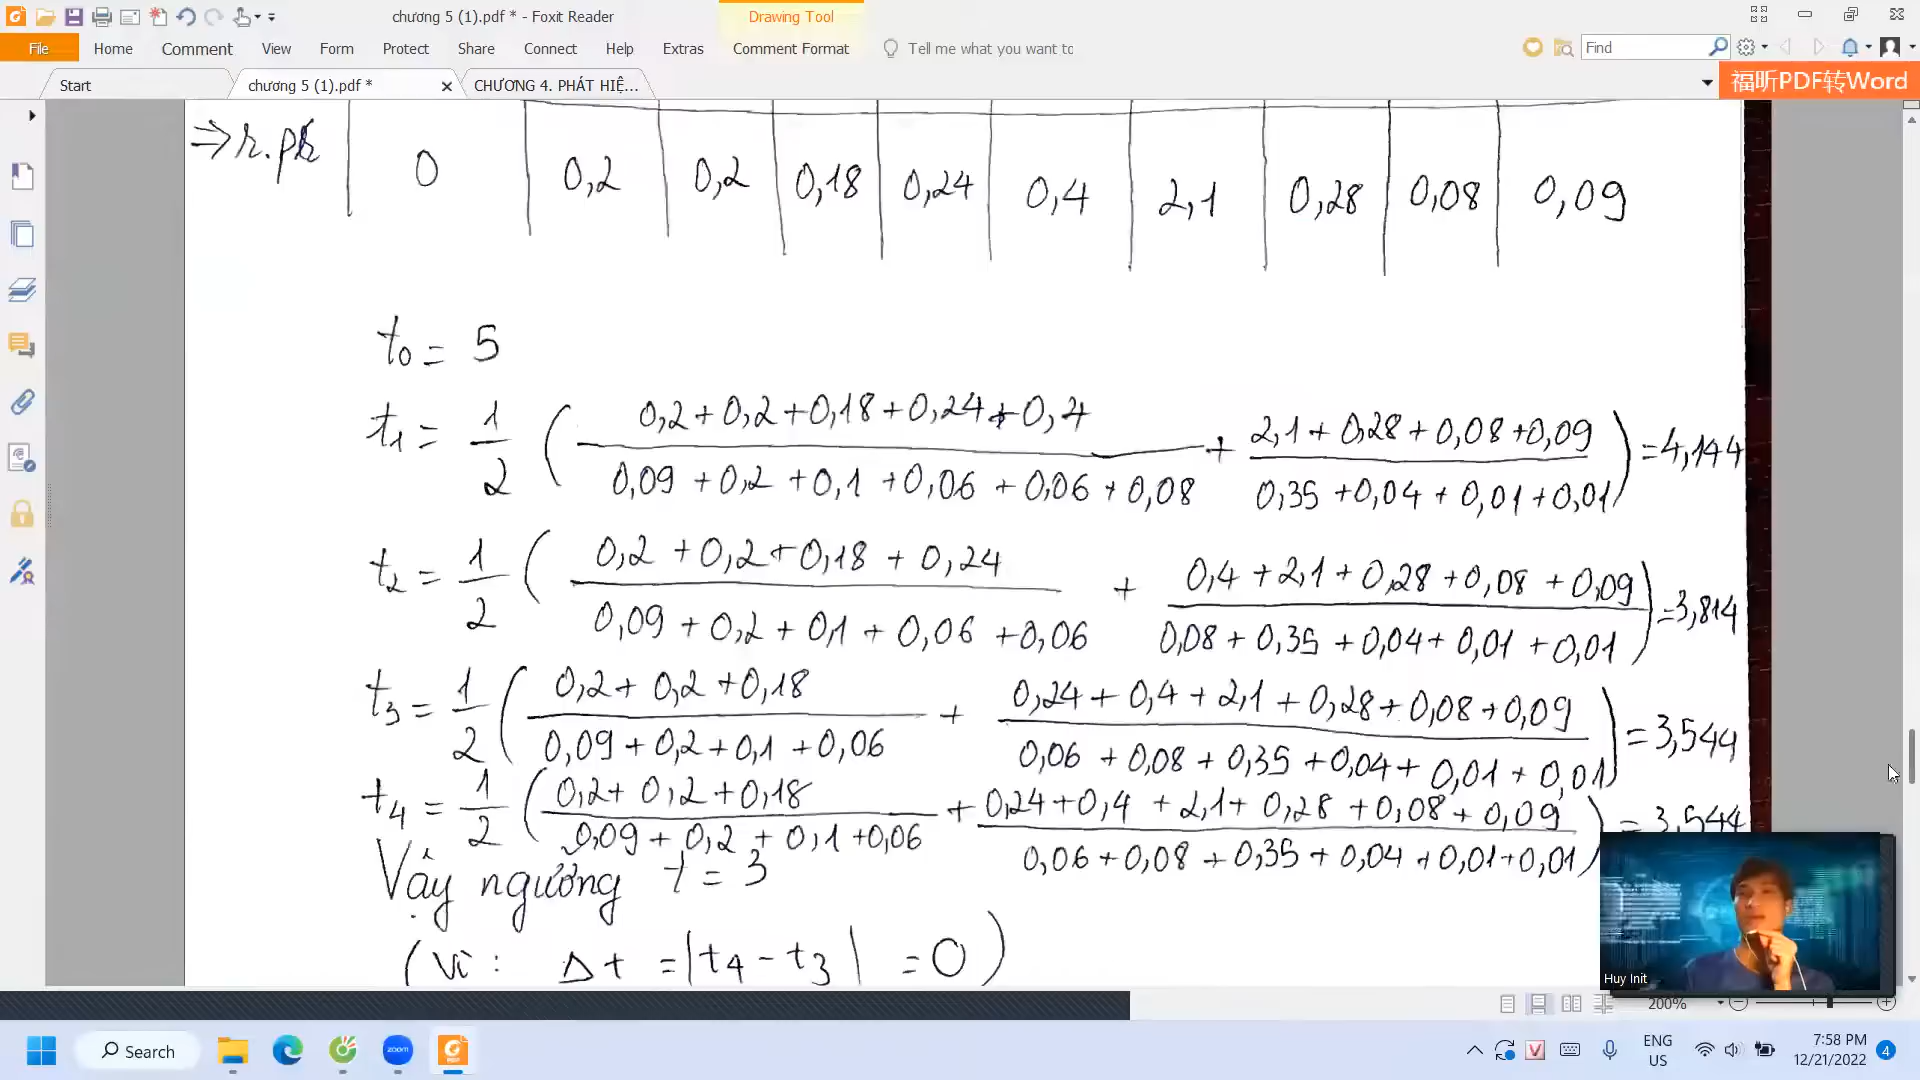 chương 5 (1).pdf * - Foxit Reader
Drawing Tool
File Home Comment View Form Protect Share Connect Help Extras Comment Format Tell me what you want to Find
Start chương 5 (1).pdf * CHƯƠNG 4. PHÁT HIỆ... 福昕PDF转Word
⇒ r.pr 0 0,2 0,2 0,18 0,24 0,4 2,1 0,28 0,08 0,09
t0 = 5
t1 = 1/2 ( (0,2+0,2+0,18+0,24+0,4)/(0,09+0,2+0,1+0,06+0,06+0,08) + (2,1+0,28+0,08+0,09)/(0,35+0,04+0,01+0,01) ) = 4,144
t2 = 1/2 ( (0,2+0,2+0,18+0,24)/(0,09+0,2+0,1+0,06+0,06) + (0,4+2,1+0,28+0,08+0,09)/(0,08+0,35+0,04+0,01+0,01) ) = 3,814
t3 = 1/2 ( (0,2+0,2+0,18)/(0,09+0,2+0,1+0,06) + (0,24+0,4+2,1+0,28+0,08+0,09)/(0,06+0,08+0,35+0,04+0,01+0,01) ) = 3,544
t4 = 1/2 ( (0,2+0,2+0,18)/(0,09+0,2+0,1+0,06) + (0,24+0,4+2,1+0,28+0,08+0,09)/(0,06+0,08+0,35+0,04+0,01+0,01) ) = 3,544
Vậy ngưỡng t = 3
(Vì: Δt = |t4 - t3| = 0)
Huy Init
200%
Search
zoom
ENG
US
7:58 PM
12/21/2022
4